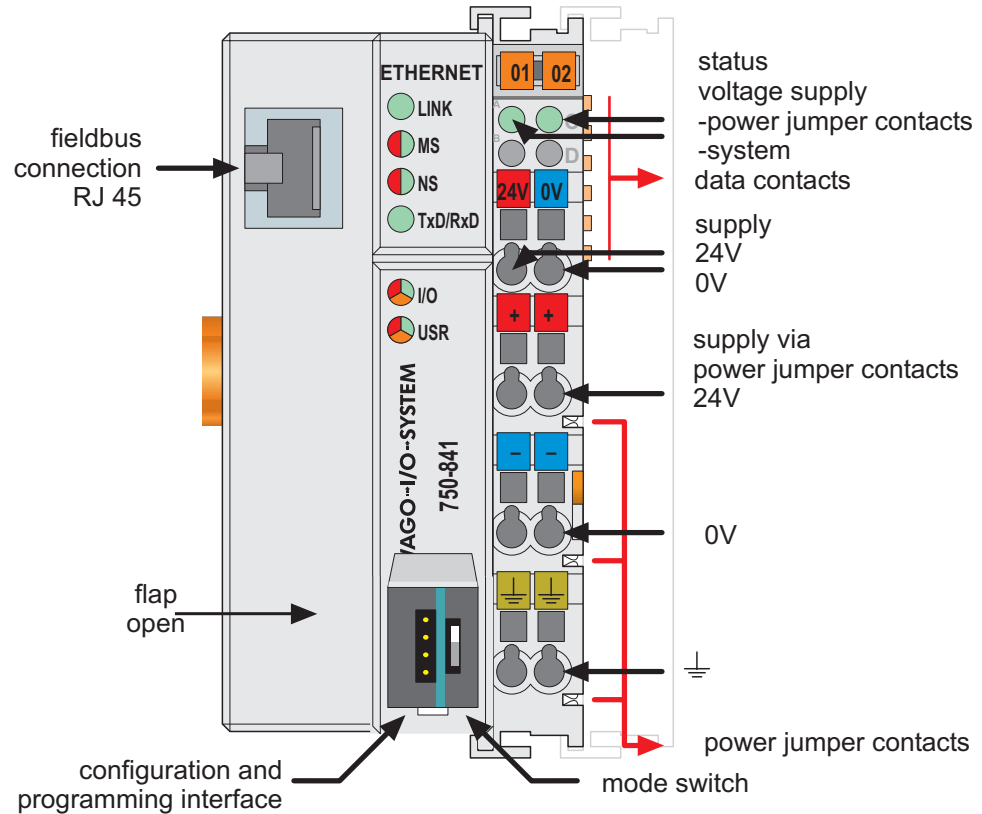 fieldbus
connection
RJ 45
flap
open
configuration and
programming interface
ETHERNET
LINK
MS
NS
TxD/RxD
I/O
USR
WAGO-I/O-SYSTEM
750-841
01 02
A
C
B
D
24V 0V
+ +
– –
status
voltage supply
-power jumper contacts
-system
data contacts
supply
24V
0V
supply via
power jumper contacts
24V
0V
power jumper contacts
mode switch